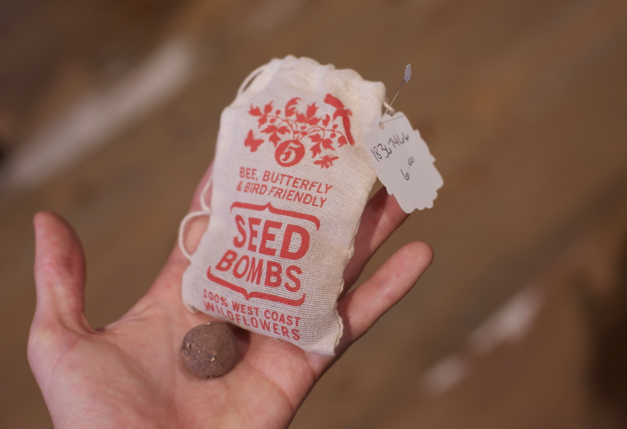 5
BEE, BUTTERFLY
& BIRD FRIENDLY
SEED
BOMBS
100% WEST COAST
WILDFLOWERS
6.00